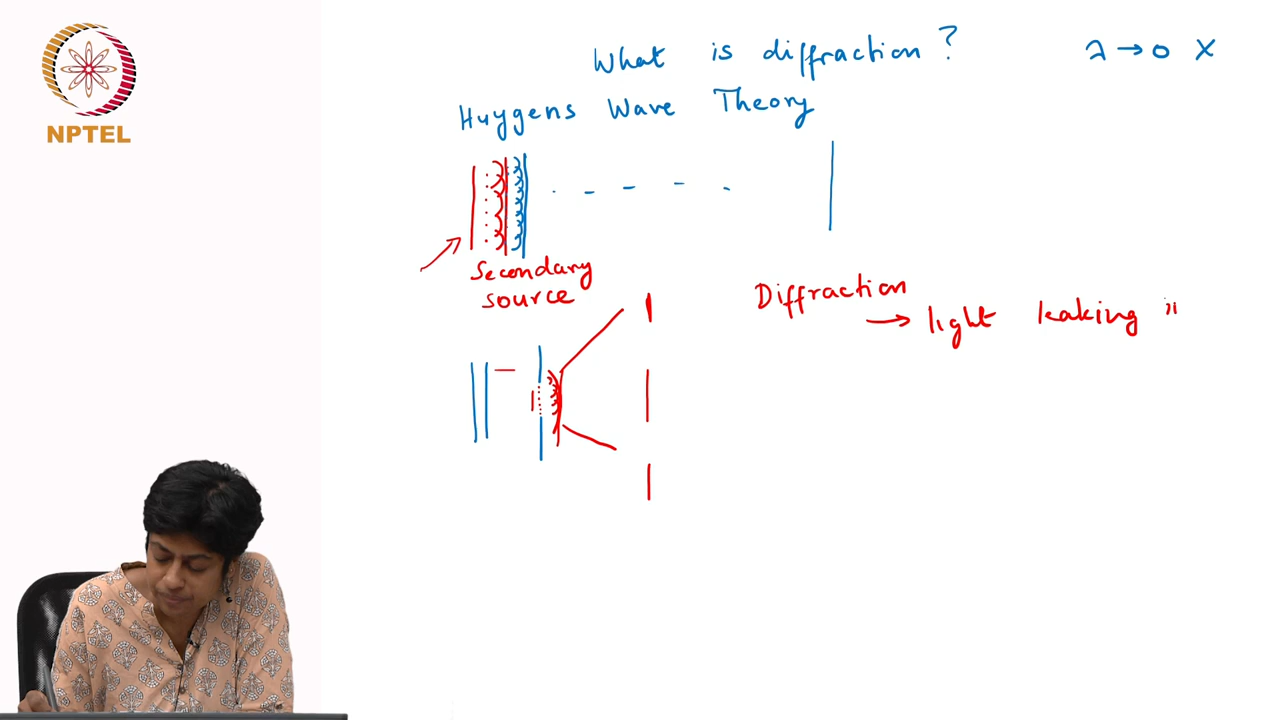 NPTEL
What is diffraction? λ → 0 X
Huygens Wave Theory
Secondary
source
Diffraction
→ light leaking